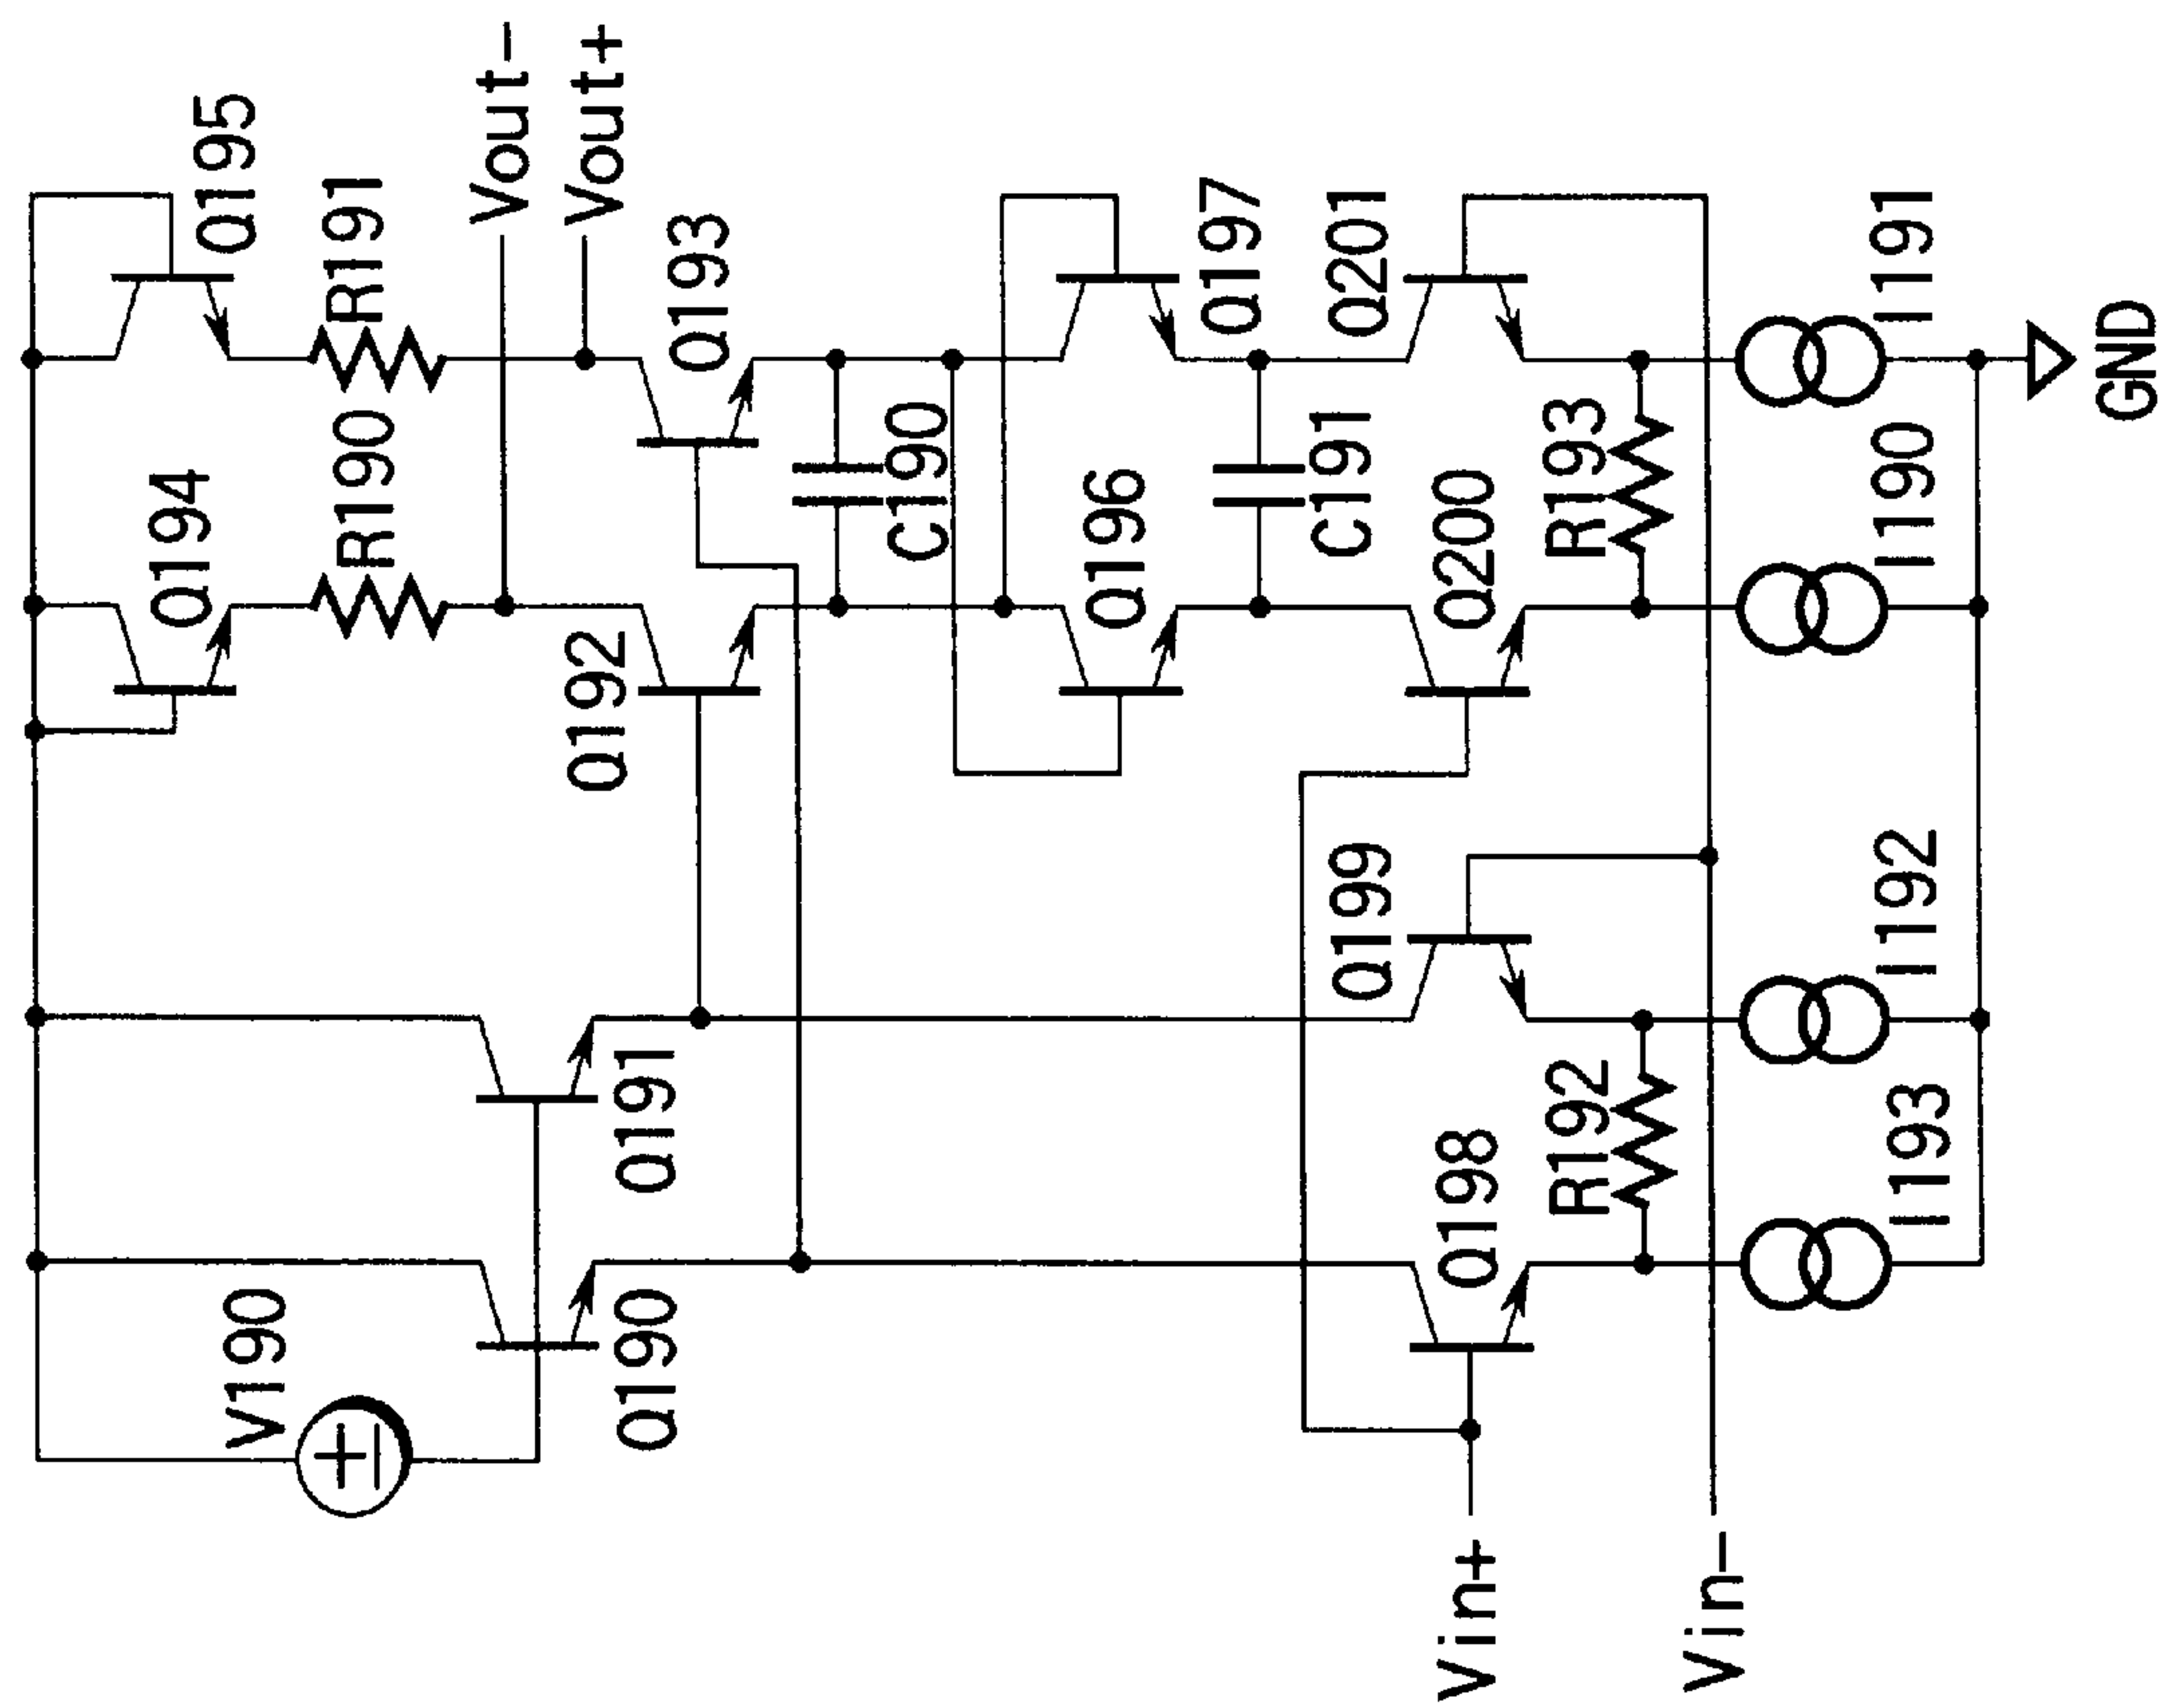 Q195
R191
Vout-
Vout+
Q193
Q197
Q201
I191
GND
Q194
R190
C190
Q196
C191
Q200
R193
I190
Q192
Q199
I192
Q191
R192
I193
V190
Q190
Q198
+-
Vin+
Vin-